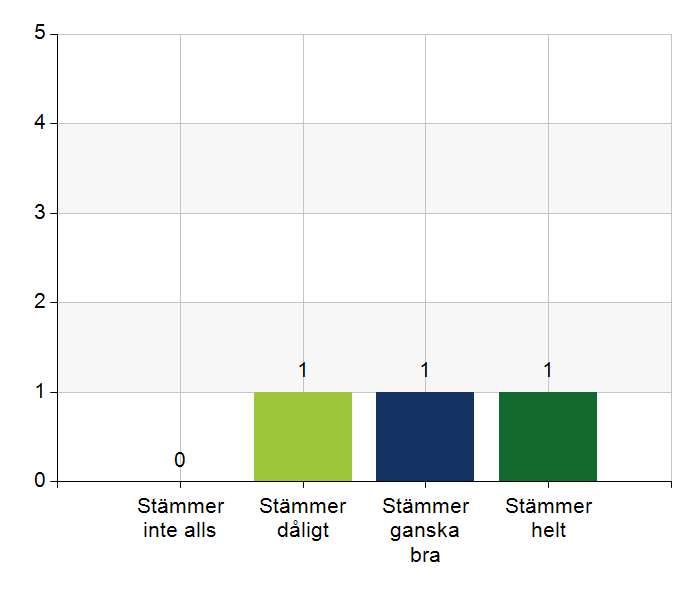 5
4
3
2
1
0
0
1
1
1
Stämmer
inte alls
Stämmer
dåligt
Stämmer
ganska
bra
Stämmer
helt